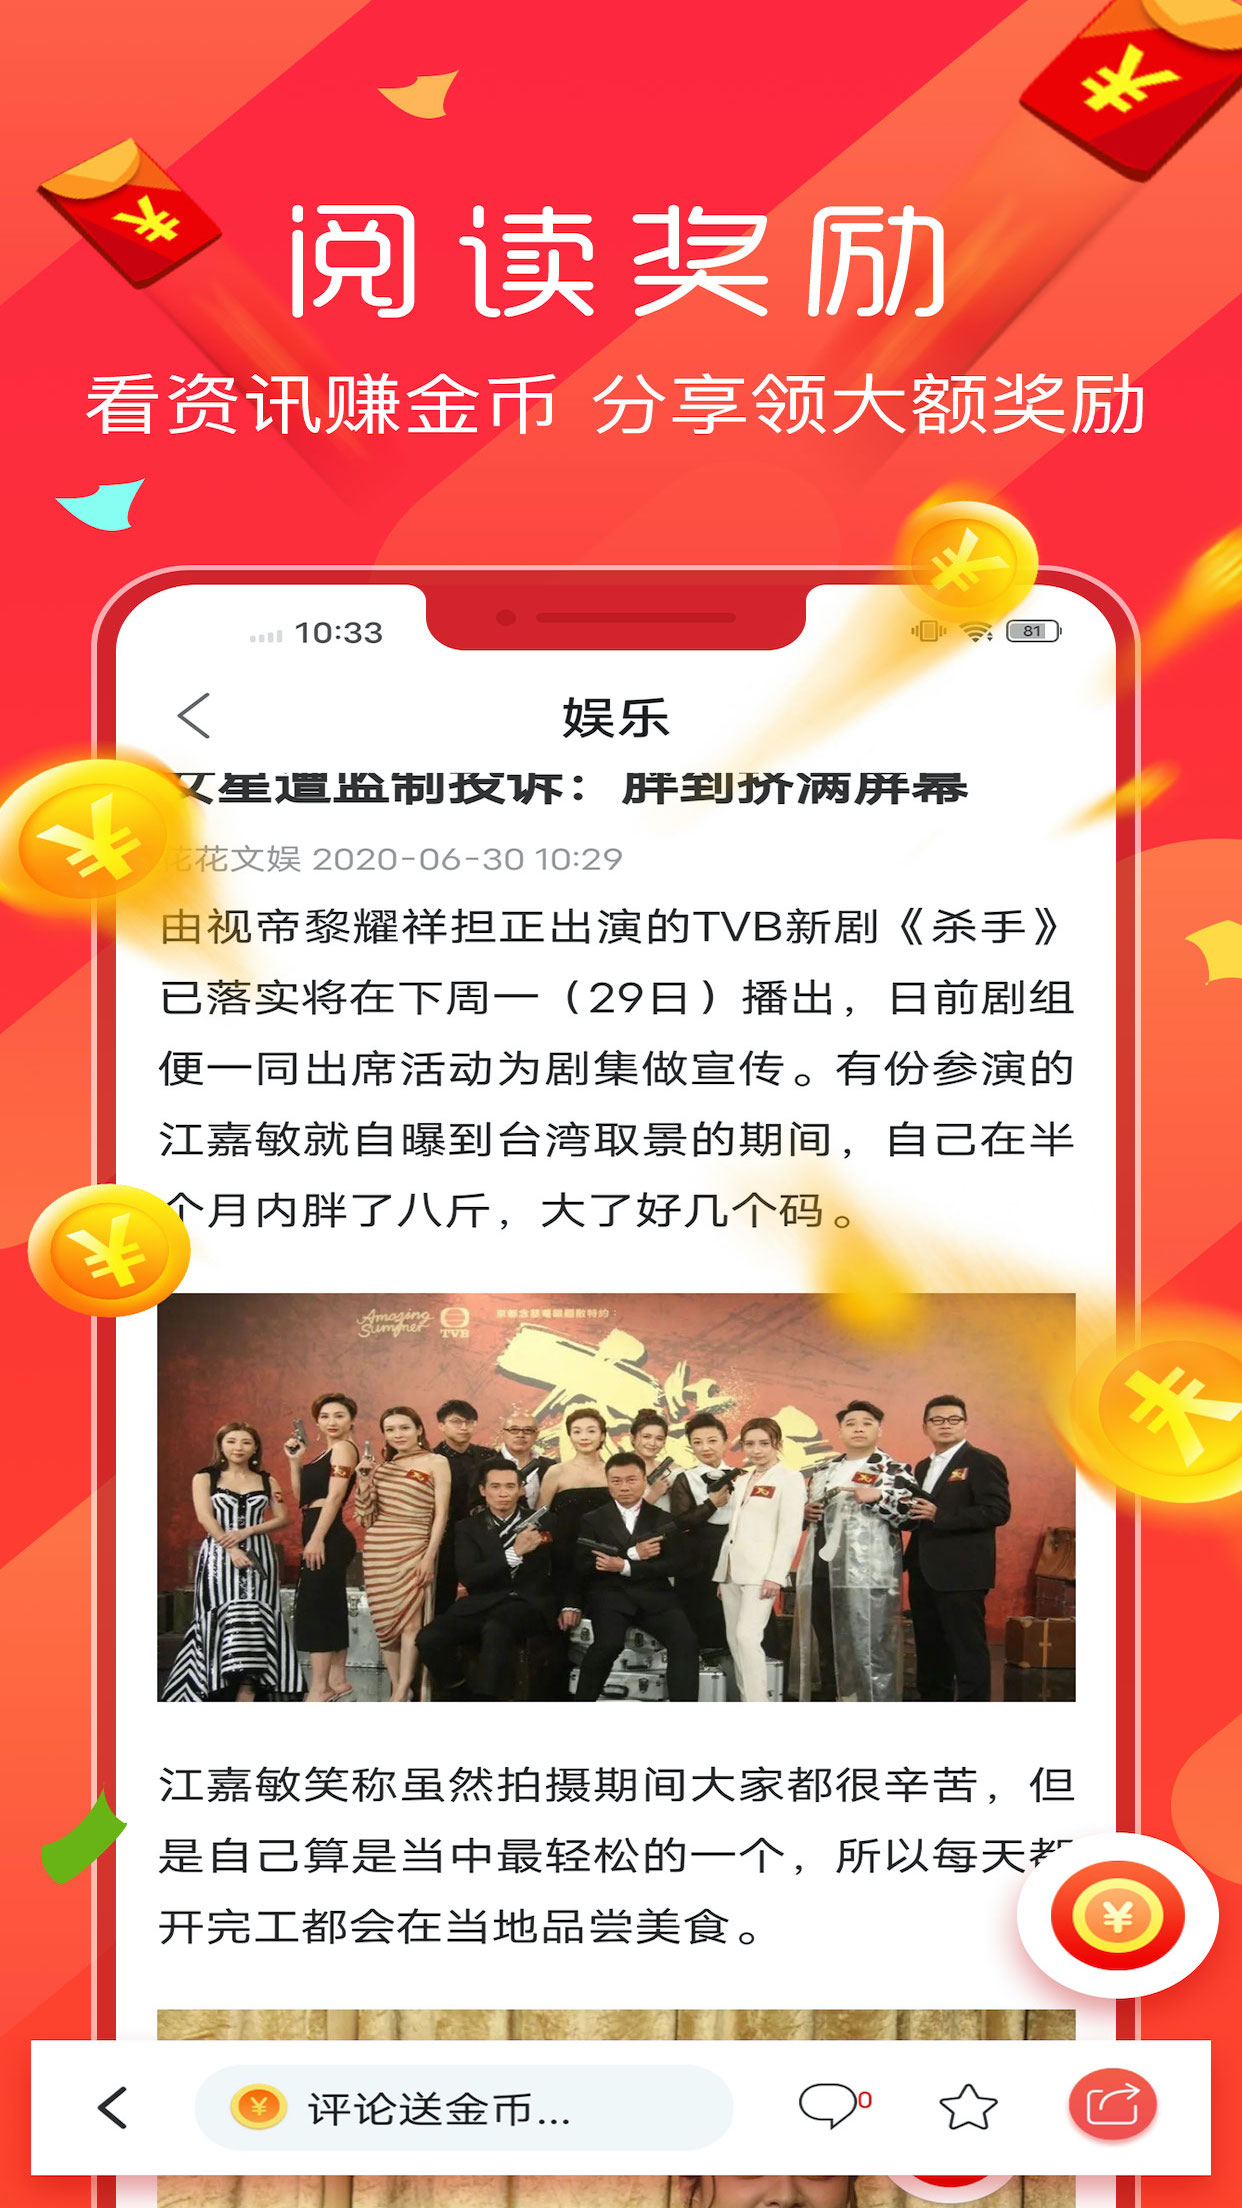 阅读奖励
看资讯赚金币 分享领大额奖励
10:33
81
娱乐
女星遭监制投诉：胖到挤满屏幕
花花文娱 2020-06-30 10:29
由视帝黎耀祥担正出演的TVB新剧《杀手》
已落实将在下周一（29日）播出，日前剧组
便一同出席活动为剧集做宣传。有份参演的
江嘉敏就自曝到台湾取景的期间，自己在半
个月内胖了八斤，大了好几个码。
Amazing
Summer
TVB
江嘉敏笑称虽然拍摄期间大家都很辛苦，但
是自己算是当中最轻松的一个，所以每天都
开完工都会在当地品尝美食。
评论送金币...
0